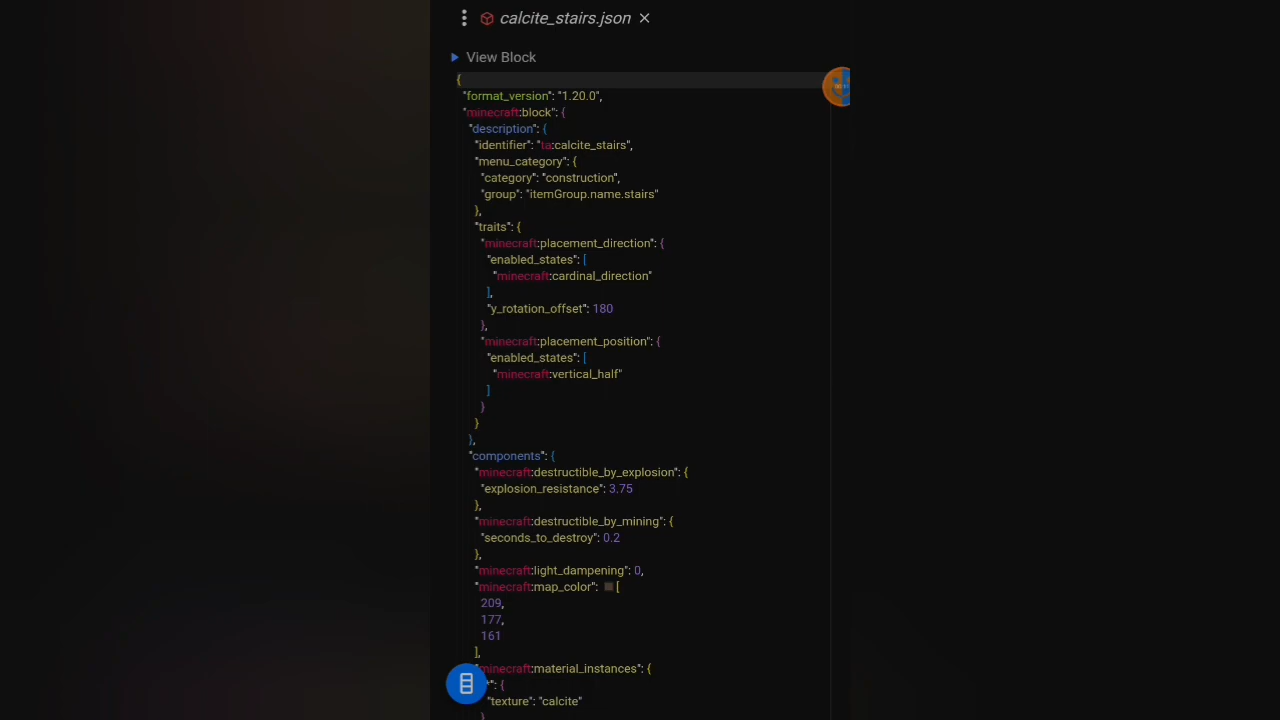 calcite_stairs.json
View Block
{
"format_version": "1.20.0",
"minecraft:block": {
"description": {
"identifier": "ta:calcite_stairs",
"menu_category": {
"category": "construction",
"group": "itemGroup.name.stairs"
},
"traits": {
"minecraft:placement_direction": {
"enabled_states": [
"minecraft:cardinal_direction"
],
"y_rotation_offset": 180
},
"minecraft:placement_position": {
"enabled_states": [
"minecraft:vertical_half"
]
}
}
},
"components": {
"minecraft:destructible_by_explosion": {
"explosion_resistance": 3.75
},
"minecraft:destructible_by_mining": {
"seconds_to_destroy": 0.2
},
"minecraft:light_dampening": 0,
"minecraft:map_color": [
209,
177,
161
],
minecraft:material_instances": {
": {
"texture": "calcite"
}